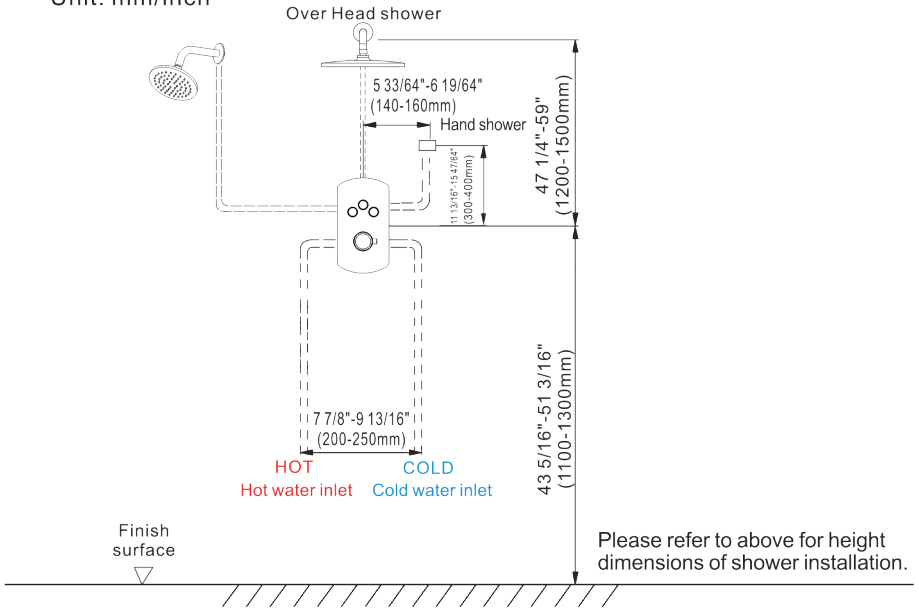 Unit: mm/inch
Over Head shower
5 33/64"-6 19/64"
(140-160mm)
Hand shower
11 13/16"-15 47/64"
(300-400mm)
47 1/4"-59"
(1200-1500mm)
7 7/8"-9 13/16"
(200-250mm)
43 5/16"-51 3/16"
(1100-1300mm)
HOT
Hot water inlet
COLD
Cold water inlet
Finish
surface
Please refer to above for height
dimensions of shower installation.